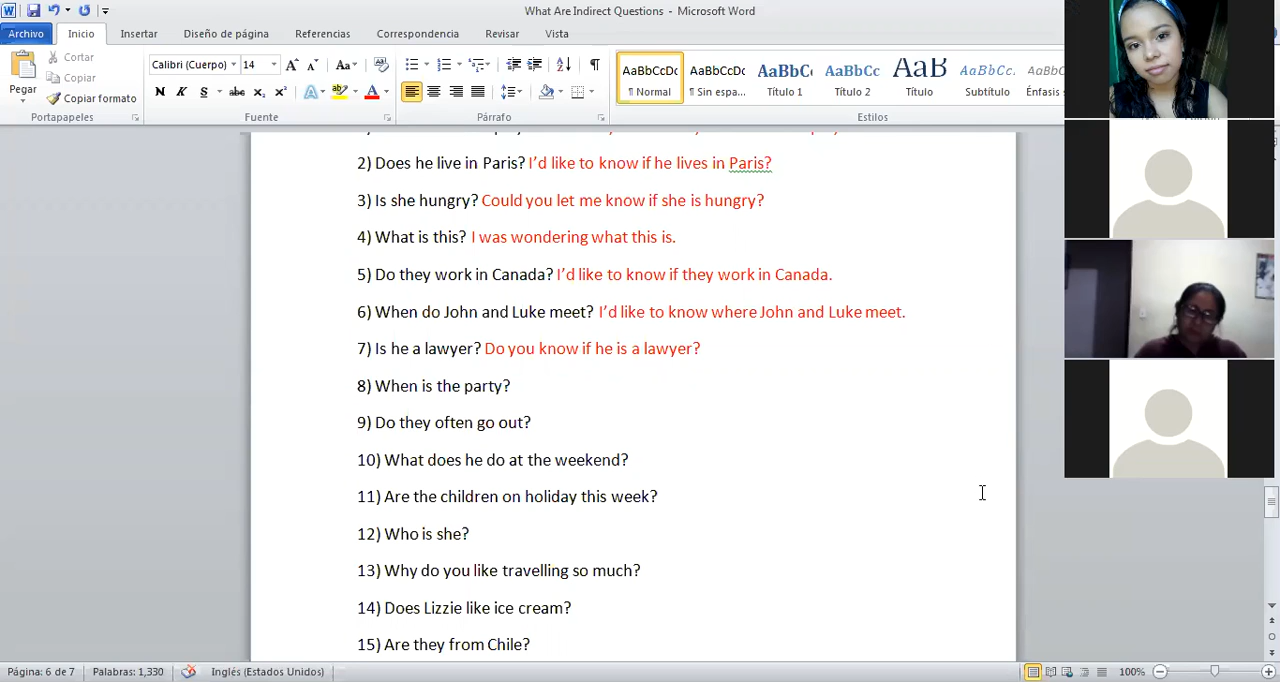 What Are Indirect Questions - Microsoft Word
Archivo Inicio Insertar Diseño de página Referencias Correspondencia Revisar Vista
Pegar
Cortar
Copiar
Copiar formato
Portapapeles
Calibri (Cuerpo) 14
N K S abc
Fuente
Párrafo
AaBbCcDc ¶ Normal
AaBbCcDc ¶ Sin espa...
AaBbC Título 1
AaBbCc Título 2
AaB Título
AaBbCc. Subtítulo
AaBbC Énfasis
Estilos
2) Does he live in Paris? I'd like to know if he lives in Paris?
3) Is she hungry? Could you let me know if she is hungry?
4) What is this? I was wondering what this is.
5) Do they work in Canada? I'd like to know if they work in Canada.
6) When do John and Luke meet? I'd like to know where John and Luke meet.
7) Is he a lawyer? Do you know if he is a lawyer?
8) When is the party?
9) Do they often go out?
10) What does he do at the weekend?
11) Are the children on holiday this week?
12) Who is she?
13) Why do you like travelling so much?
14) Does Lizzie like ice cream?
15) Are they from Chile?
Página: 6 de 7 Palabras: 1,330 Inglés (Estados Unidos) 100%